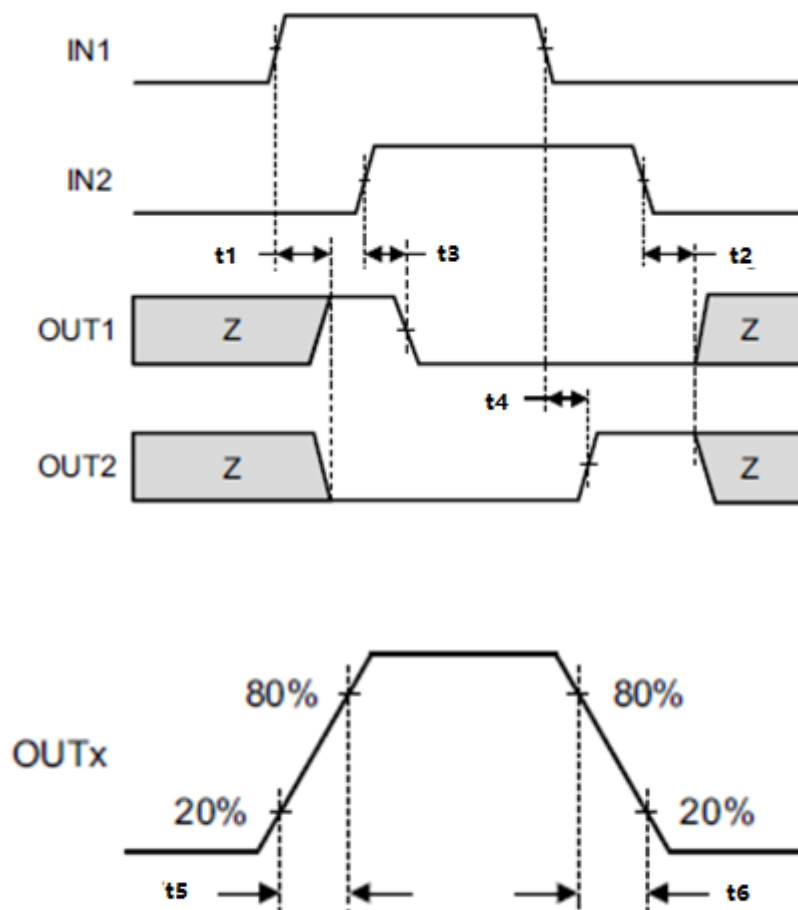 IN1
IN2
t1 t3 t2
OUT1 Z Z
t4
OUT2 Z Z
80% 80%
OUTx
20% 20%
t5 t6